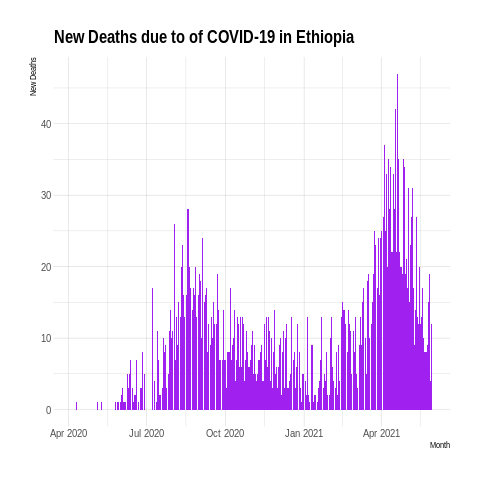 New Deaths due to of COVID-19 in Ethiopia
New Deaths
40
30
20
10
0
Apr 2020 Jul 2020 Oct 2020 Jan 2021 Apr 2021
Month